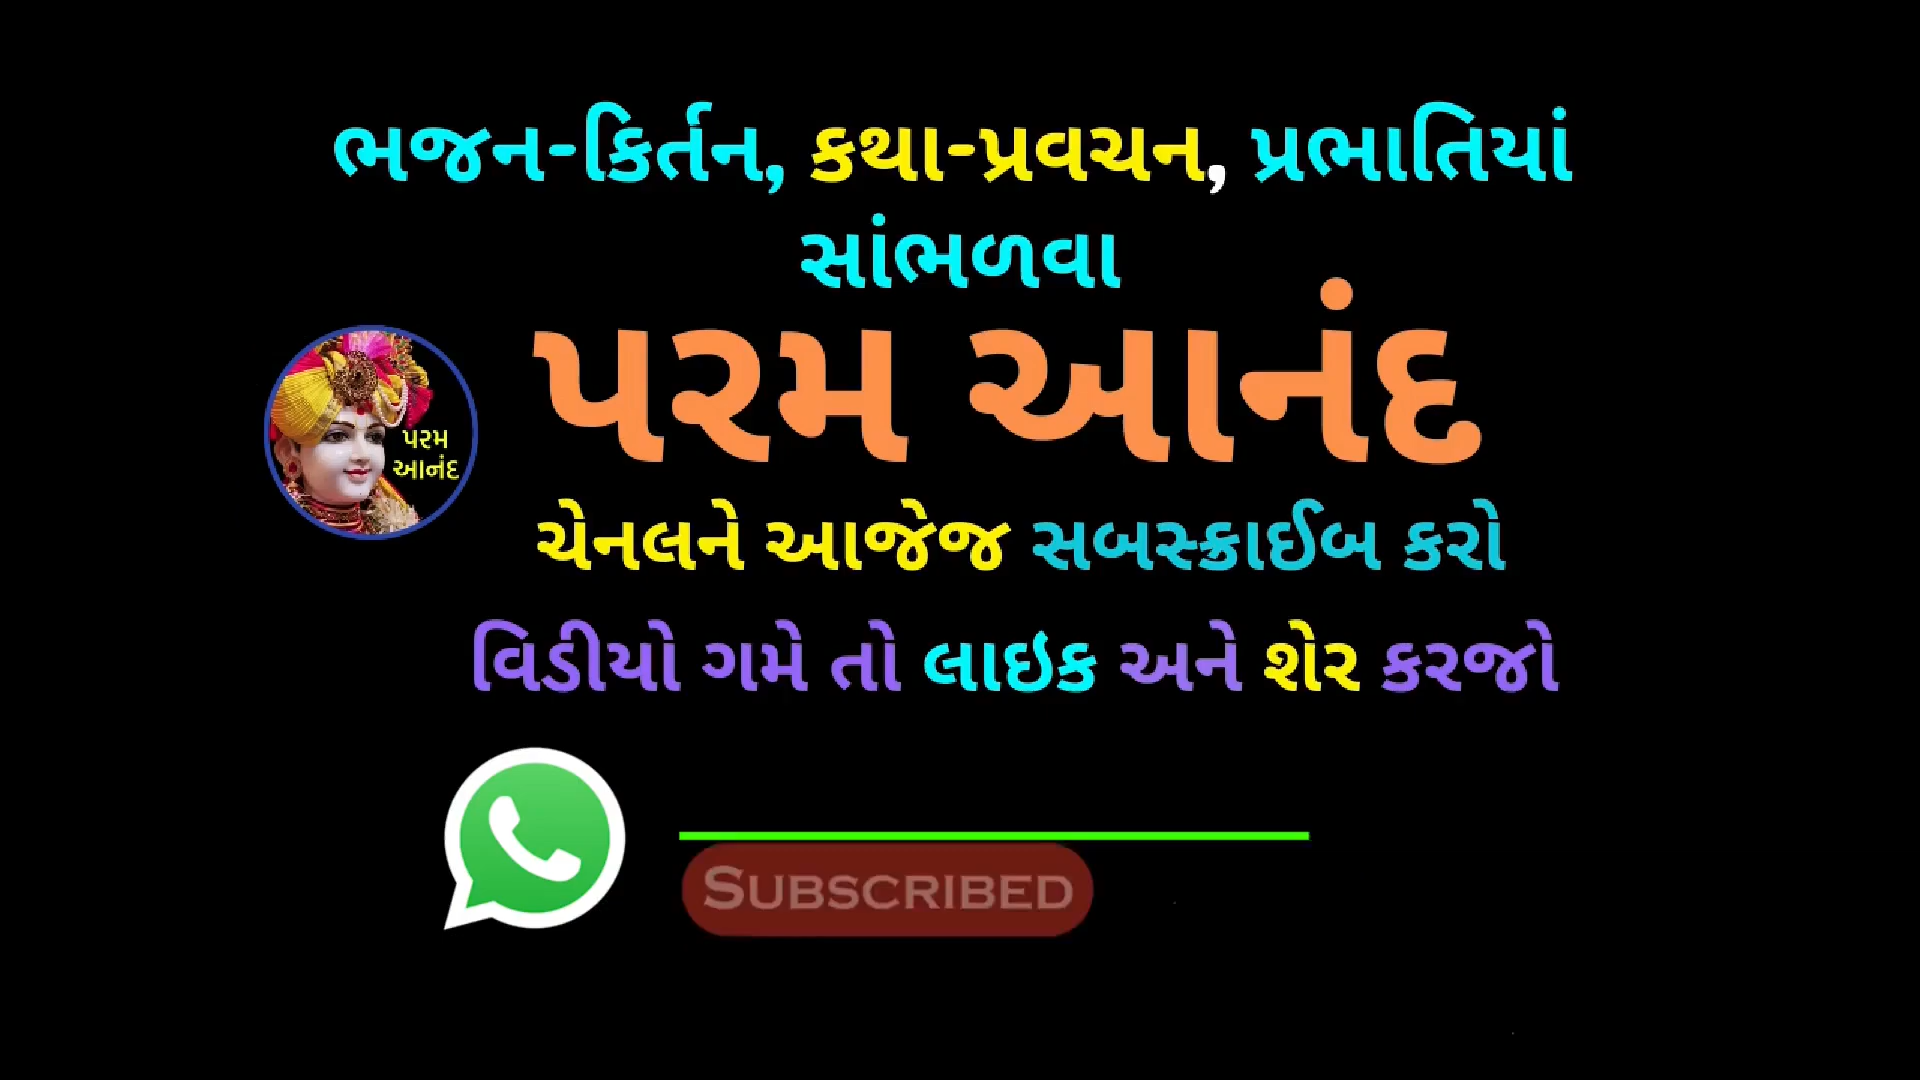 ભજન-કિર્તન, કથા-પ્રવચન, પ્રભાતિયાં
સાંભળવા
પરમ આનંદ
પરમ
આનંદ
ચેનલને આજેજ સબસ્ક્રાઈબ કરો
વિડીયો ગમે તો લાઇક અને શેર કરજો
SUBSCRIBED